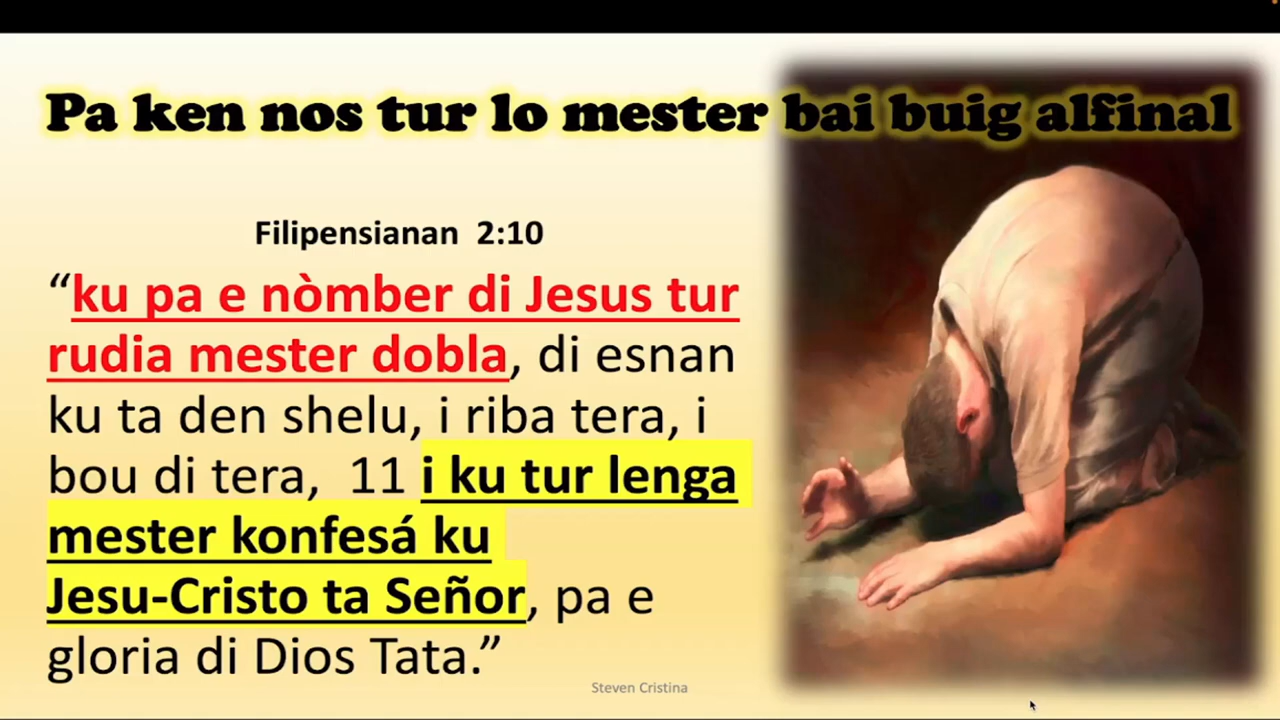 Pa ken nos tur lo mester bai buig alfinal
Filipensianan 2:10
“ku pa e nòmber di Jesus tur
rudia mester dobla, di esnan
ku ta den shelu, i riba tera, i
bou di tera, 11 i ku tur lenga
mester konfesá ku
Jesu-Cristo ta Señor, pa e
gloria di Dios Tata.”
Steven Cristina